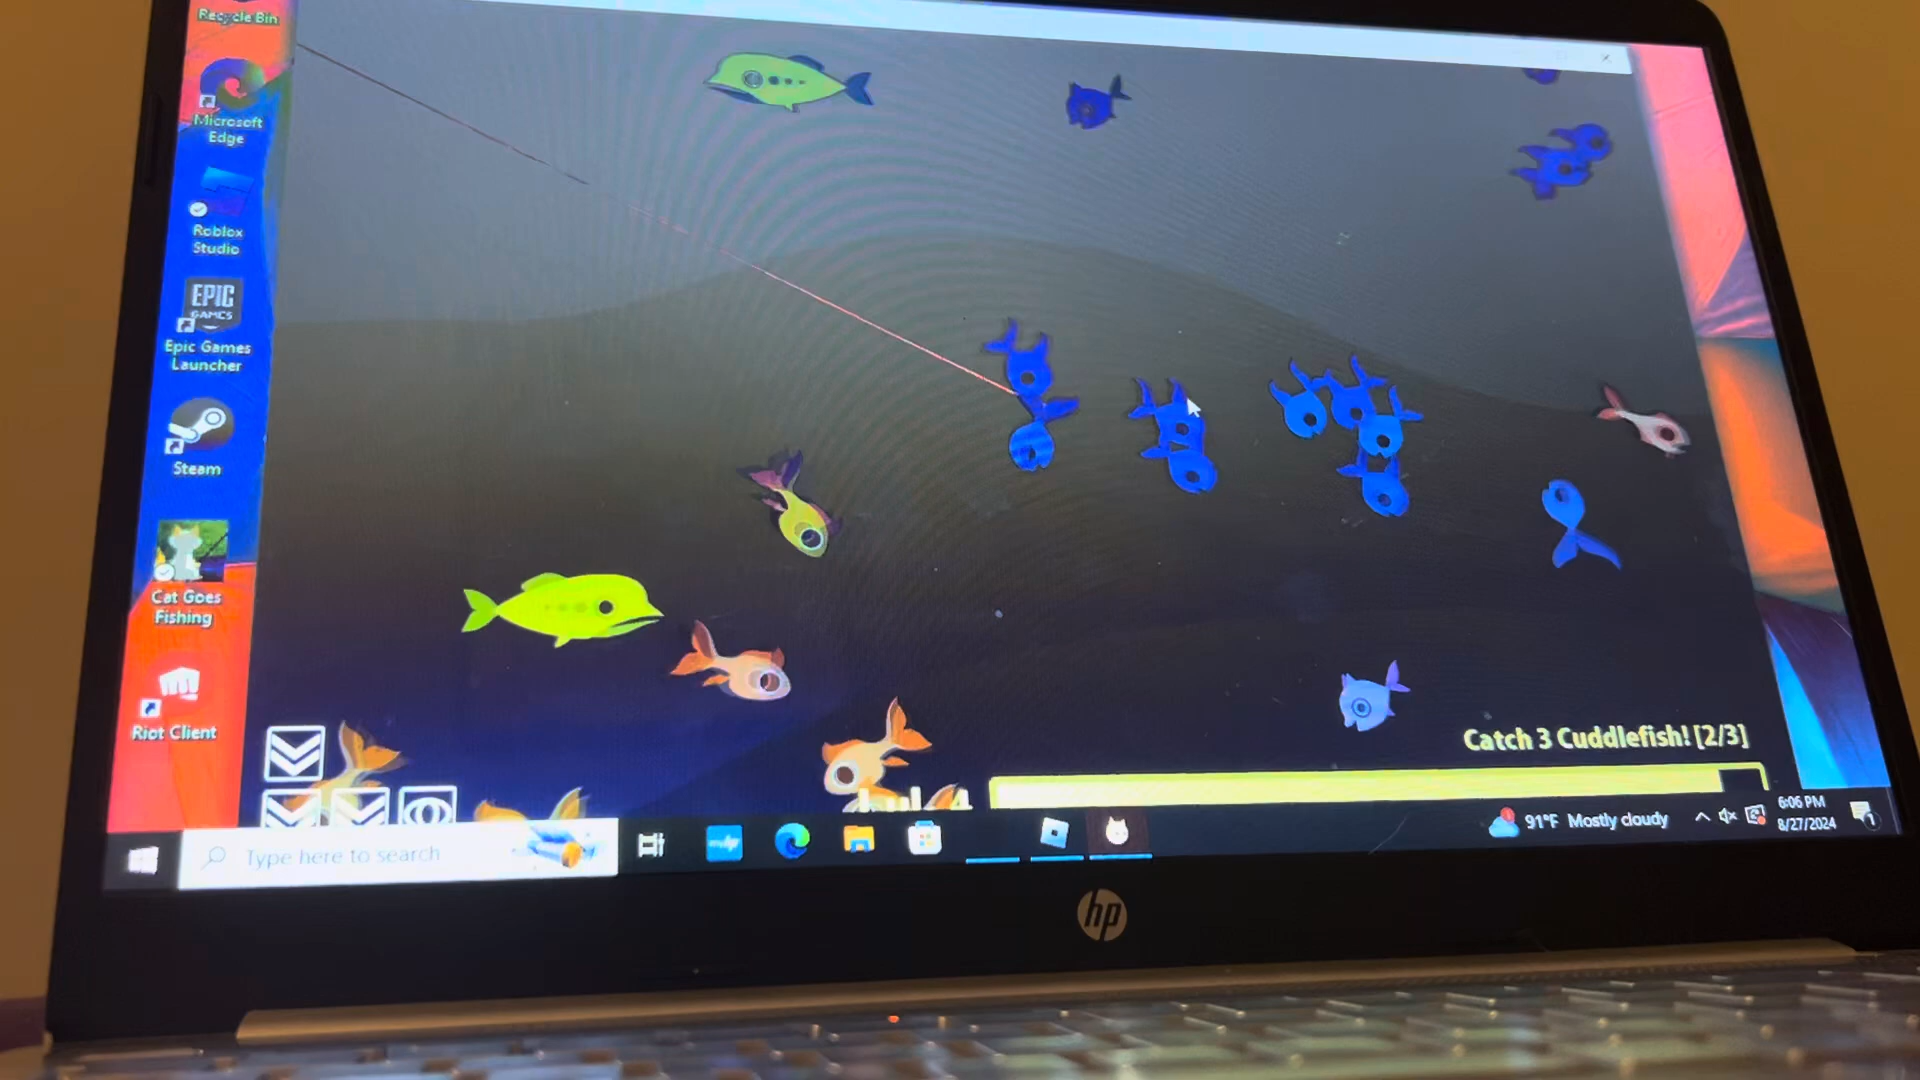 Recycle Bin
Microsoft
Edge
Roblox
Studio
EPIC
GAMES
Epic Games
Launcher
Steam
Cat Goes
Fishing
Riot Client
Catch 3 Cuddlefish! [2/3]
Type here to search
91°F Mostly cloudy
6:06 PM
8/27/2024
1
hp